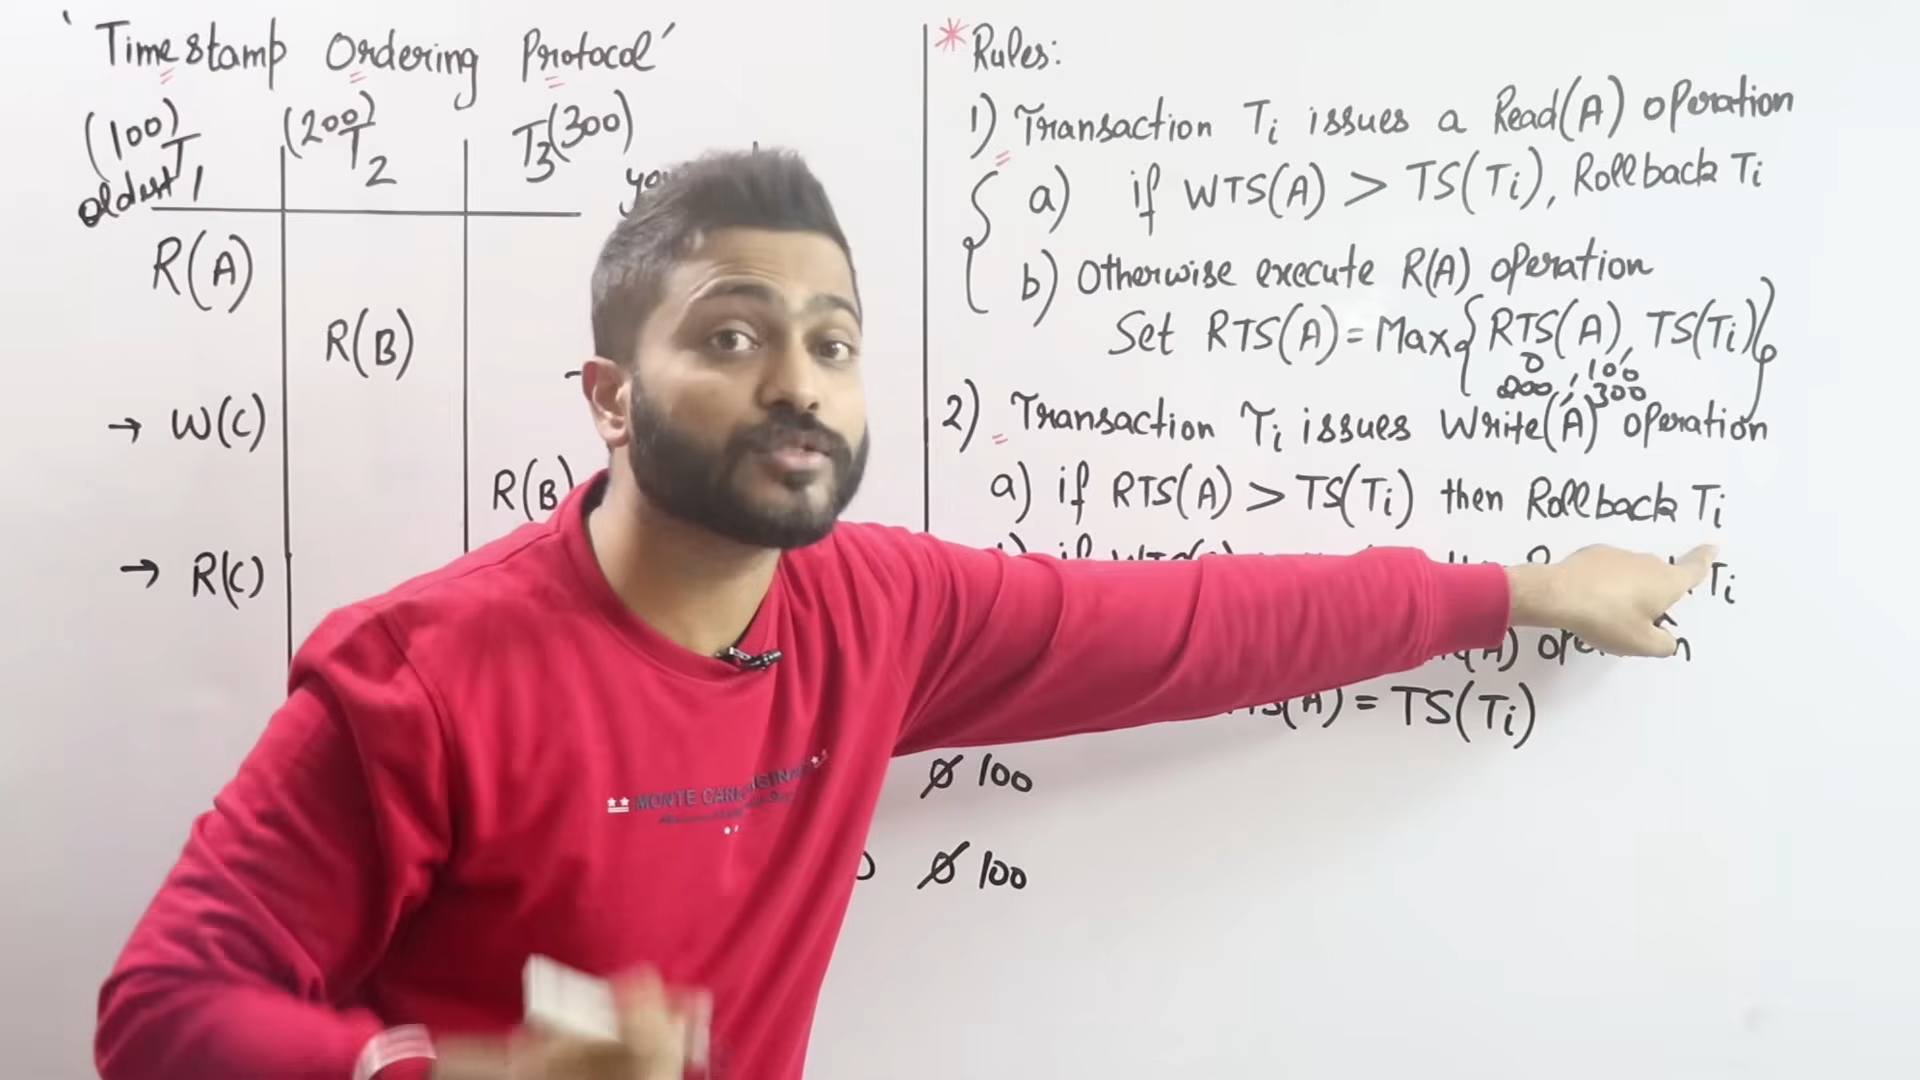 'Timestamp Ordering Protocol'
(100) (200) (300)
T1 T2 T3
oldest
R(A)
R(B)
→ W(C)
R(B)
→ R(C)
* Rules:
1) Transaction Ti issues a Read(A) operation
a) if WTS(A) > TS(Ti), Rollback Ti
b) Otherwise execute R(A) operation
Set RTS(A) = Max{RTS(A), TS(Ti)}
0, 100
200, 300
2) Transaction Ti issues Write(A) operation
a) if RTS(A) > TS(Ti) then Rollback Ti
if Ti
(A)
(A) = TS(Ti)
0 100
0 100
MONTE